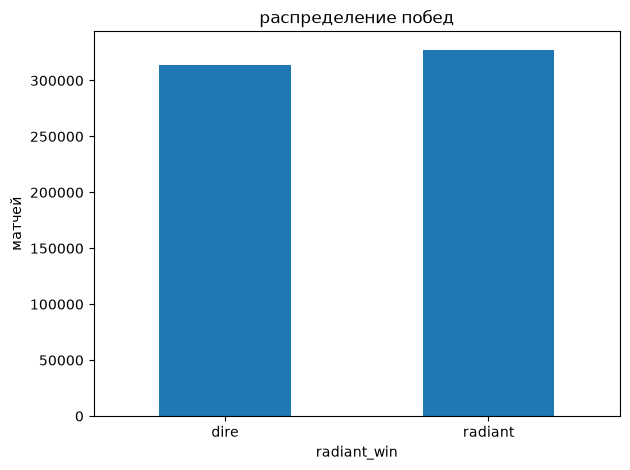 распределение побед
300000
250000
200000
150000
100000
50000
0
матчей
dire radiant
radiant_win